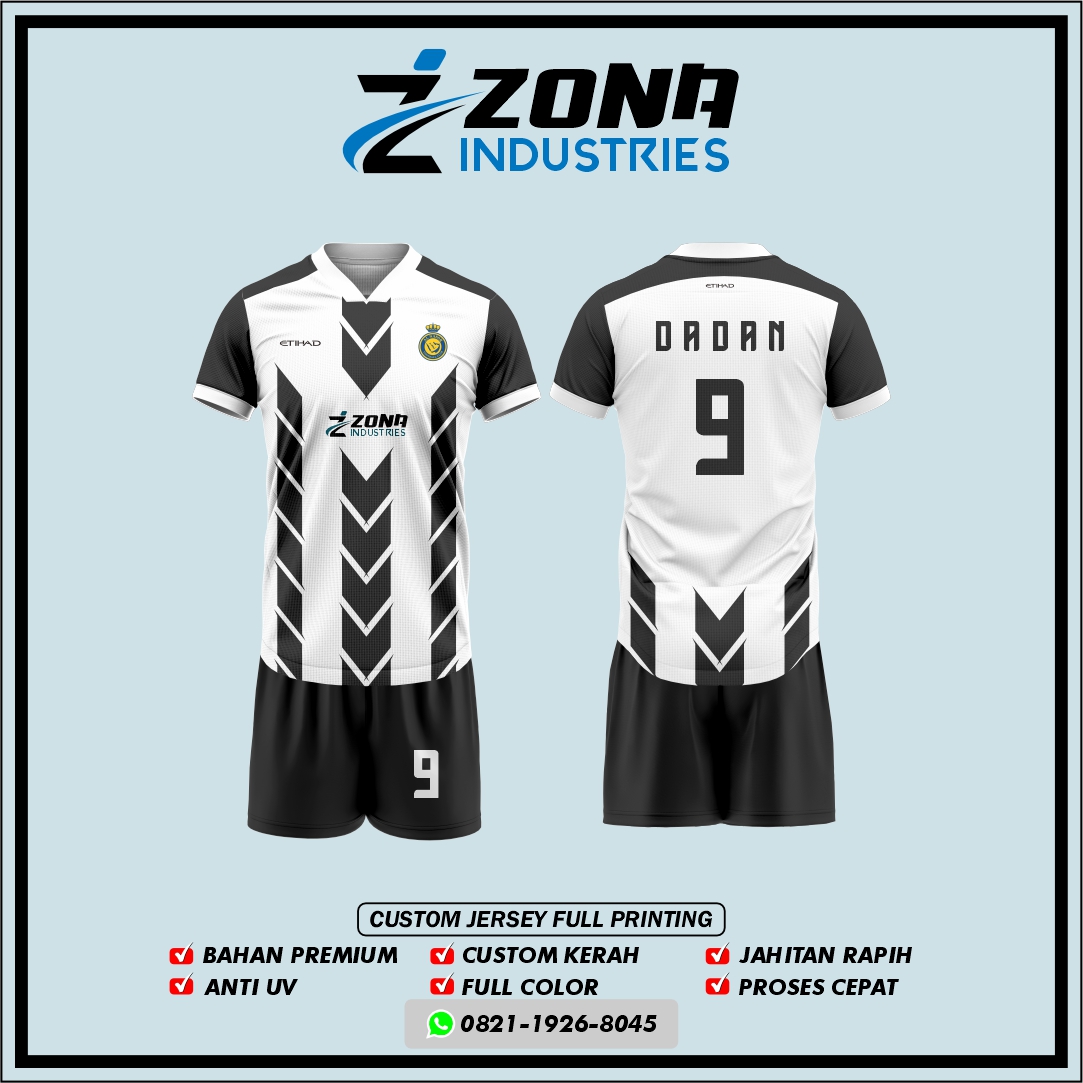 ZONA
INDUSTRIES
ETIHAD
ZONA
INDUSTRIES
9
ETIHAD
DADAN
9
CUSTOM JERSEY FULL PRINTING
BAHAN PREMIUM
CUSTOM KERAH
JAHITAN RAPIH
ANTI UV
FULL COLOR
PROSES CEPAT
0821-1926-8045